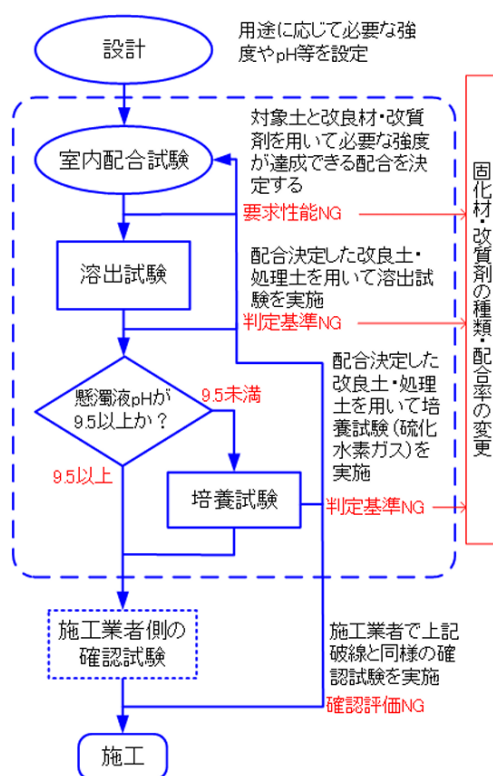 設計
用途に応じて必要な強
度やpH等を設定
室内配合試験
対象土と改良材・改質
剤を用いて必要な強度
が達成できる配合を決
定する
要求性能NG
溶出試験
配合決定した改良土・
処理土を用いて溶出試
験を実施
判定基準NG
懸濁液pHが
9.5以上か？
9.5未満
9.5以上
配合決定した
改良土・処理
土を用いて培
養試験（硫化
水素ガス）を
実施
培養試験
判定基準NG
固化材・改質剤の種類・配合率の変更
施工業者側の
確認試験
施工業者で上記
破線と同様の確
認試験を実施
確認評価NG
施工